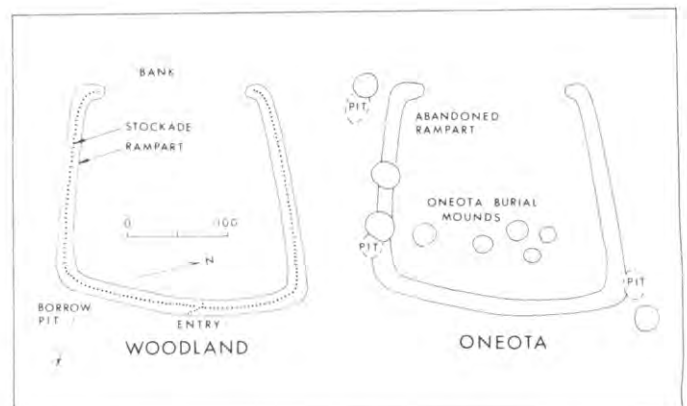 BANK
STOCKADE
RAMPART
0 100
N
BORROW
PIT
ENTRY
WOODLAND
PIT
ABANDONED
RAMPART
ONEOTA BURIAL
MOUNDS
PIT
PIT
ONEOTA